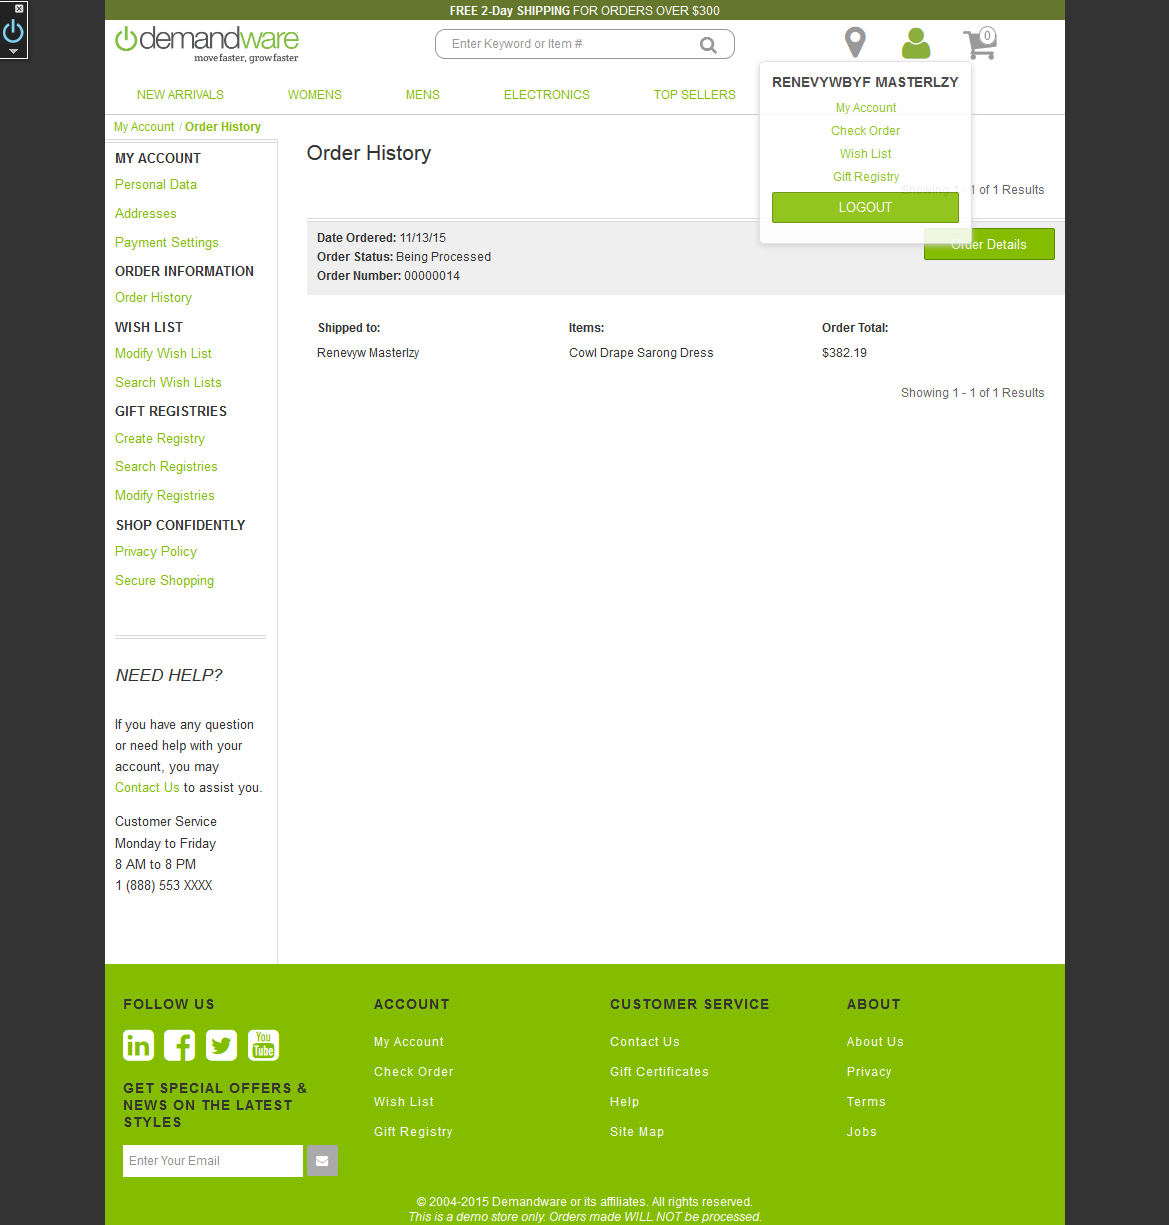 FREE 2-Day SHIPPING FOR ORDERS OVER $300
demandware
move faster, grow faster
Enter Keyword or Item #
0
NEW ARRIVALS
WOMENS
MENS
ELECTRONICS
TOP SELLERS
RENEVYWBYF MASTERLZY
My Account
Check Order
Wish List
Gift Registry
LOGOUT
My Account / Order History
MY ACCOUNT
Personal Data
Addresses
Payment Settings
ORDER INFORMATION
Order History
WISH LIST
Modify Wish List
Search Wish Lists
GIFT REGISTRIES
Create Registry
Search Registries
Modify Registries
SHOP CONFIDENTLY
Privacy Policy
Secure Shopping
NEED HELP?
If you have any question
or need help with your
account, you may
Contact Us to assist you.
Customer Service
Monday to Friday
8 AM to 8 PM
1 (888) 553 XXXX
Order History
Showing 1 - 1 of 1 Results
Date Ordered: 11/13/15
Order Status: Being Processed
Order Number: 00000014
Order Details
Shipped to:
Items:
Order Total:
Renevyw Masterlzy
Cowl Drape Sarong Dress
$382.19
Showing 1 - 1 of 1 Results
FOLLOW US
in
You
Tube
GET SPECIAL OFFERS &
NEWS ON THE LATEST
STYLES
Enter Your Email
ACCOUNT
My Account
Check Order
Wish List
Gift Registry
CUSTOMER SERVICE
Contact Us
Gift Certificates
Help
Site Map
ABOUT
About Us
Privacy
Terms
Jobs
© 2004-2015 Demandware or its affiliates. All rights reserved.
This is a demo store only. Orders made WILL NOT be processed.